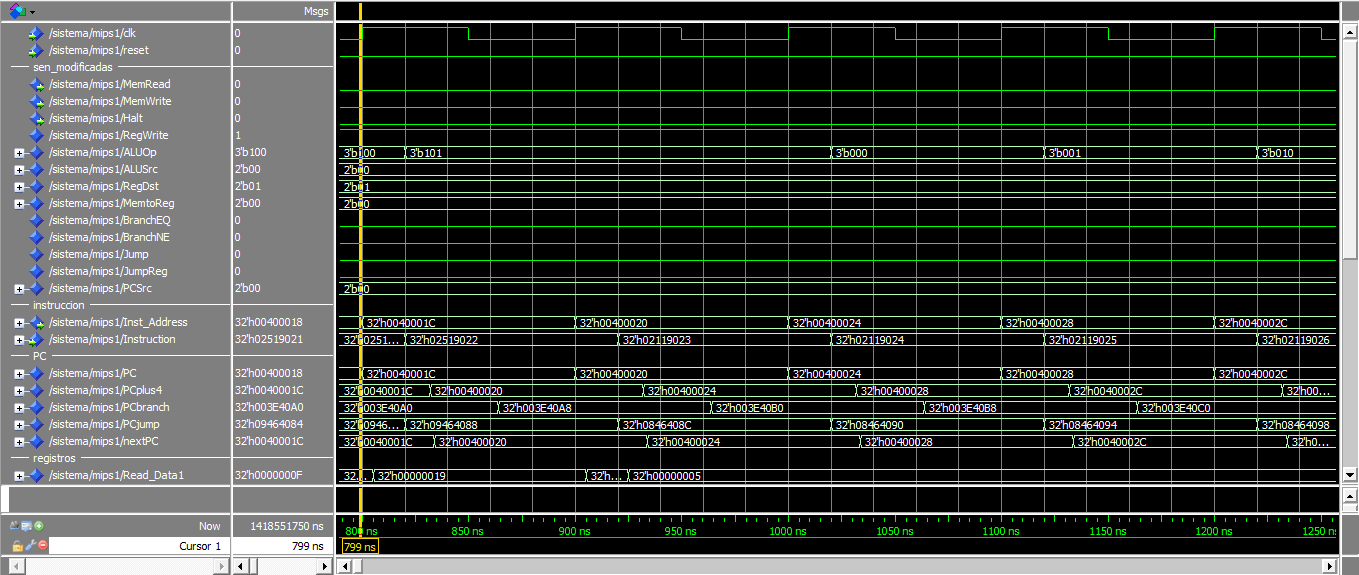 Msgs
/sistema/mips1/clk 0
/sistema/mips1/reset 0
sen_modificadas
/sistema/mips1/MemRead 0
/sistema/mips1/MemWrite 0
/sistema/mips1/Halt 0
/sistema/mips1/RegWrite 1
/sistema/mips1/ALUOp 3'b100 3'b100 3'b101 3'b000 3'b001 3'b010
/sistema/mips1/ALUSrc 2'b00 2'b00
/sistema/mips1/RegDst 2'b01 2'b01
/sistema/mips1/MemtoReg 2'b00 2'b00
/sistema/mips1/BranchEQ 0
/sistema/mips1/BranchNE 0
/sistema/mips1/Jump 0
/sistema/mips1/JumpReg 0
/sistema/mips1/PCSrc 2'b00 2'b00
instruccion
/sistema/mips1/Inst_Address 32'h00400018 32'h0040001C 32'h00400020 32'h00400024 32'h00400028 32'h0040002C
/sistema/mips1/Instruction 32'h02519021 32'h0251... 32'h02519022 32'h02119023 32'h02119024 32'h02119025 32'h02119026
PC
/sistema/mips1/PC 32'h00400018 32'h0040001C 32'h00400020 32'h00400024 32'h00400028 32'h0040002C
/sistema/mips1/PCplus4 32'h0040001C 32'h0040001C 32'h00400020 32'h00400024 32'h00400028 32'h0040002C 32'h00...
/sistema/mips1/PCbranch 32'h003E40A0 32'h003E40A0 32'h003E40A8 32'h003E40B0 32'h003E40B8 32'h003E40C0
/sistema/mips1/PCjump 32'h09464084 32'h0946... 32'h09464088 32'h0846408C 32'h08464090 32'h08464094 32'h08464098
/sistema/mips1/nextPC 32'h0040001C 32'h0040001C 32'h00400020 32'h00400024 32'h00400028 32'h0040002C 32'h0...
registros
/sistema/mips1/Read_Data1 32'h0000000F 32... 32'h00000019 32'h... 32'h00000005
Now 1418551750 ns 800 ns 850 ns 900 ns 950 ns 1000 ns 1050 ns 1100 ns 1150 ns 1200 ns 1250 ns
Cursor 1 799 ns 799 ns